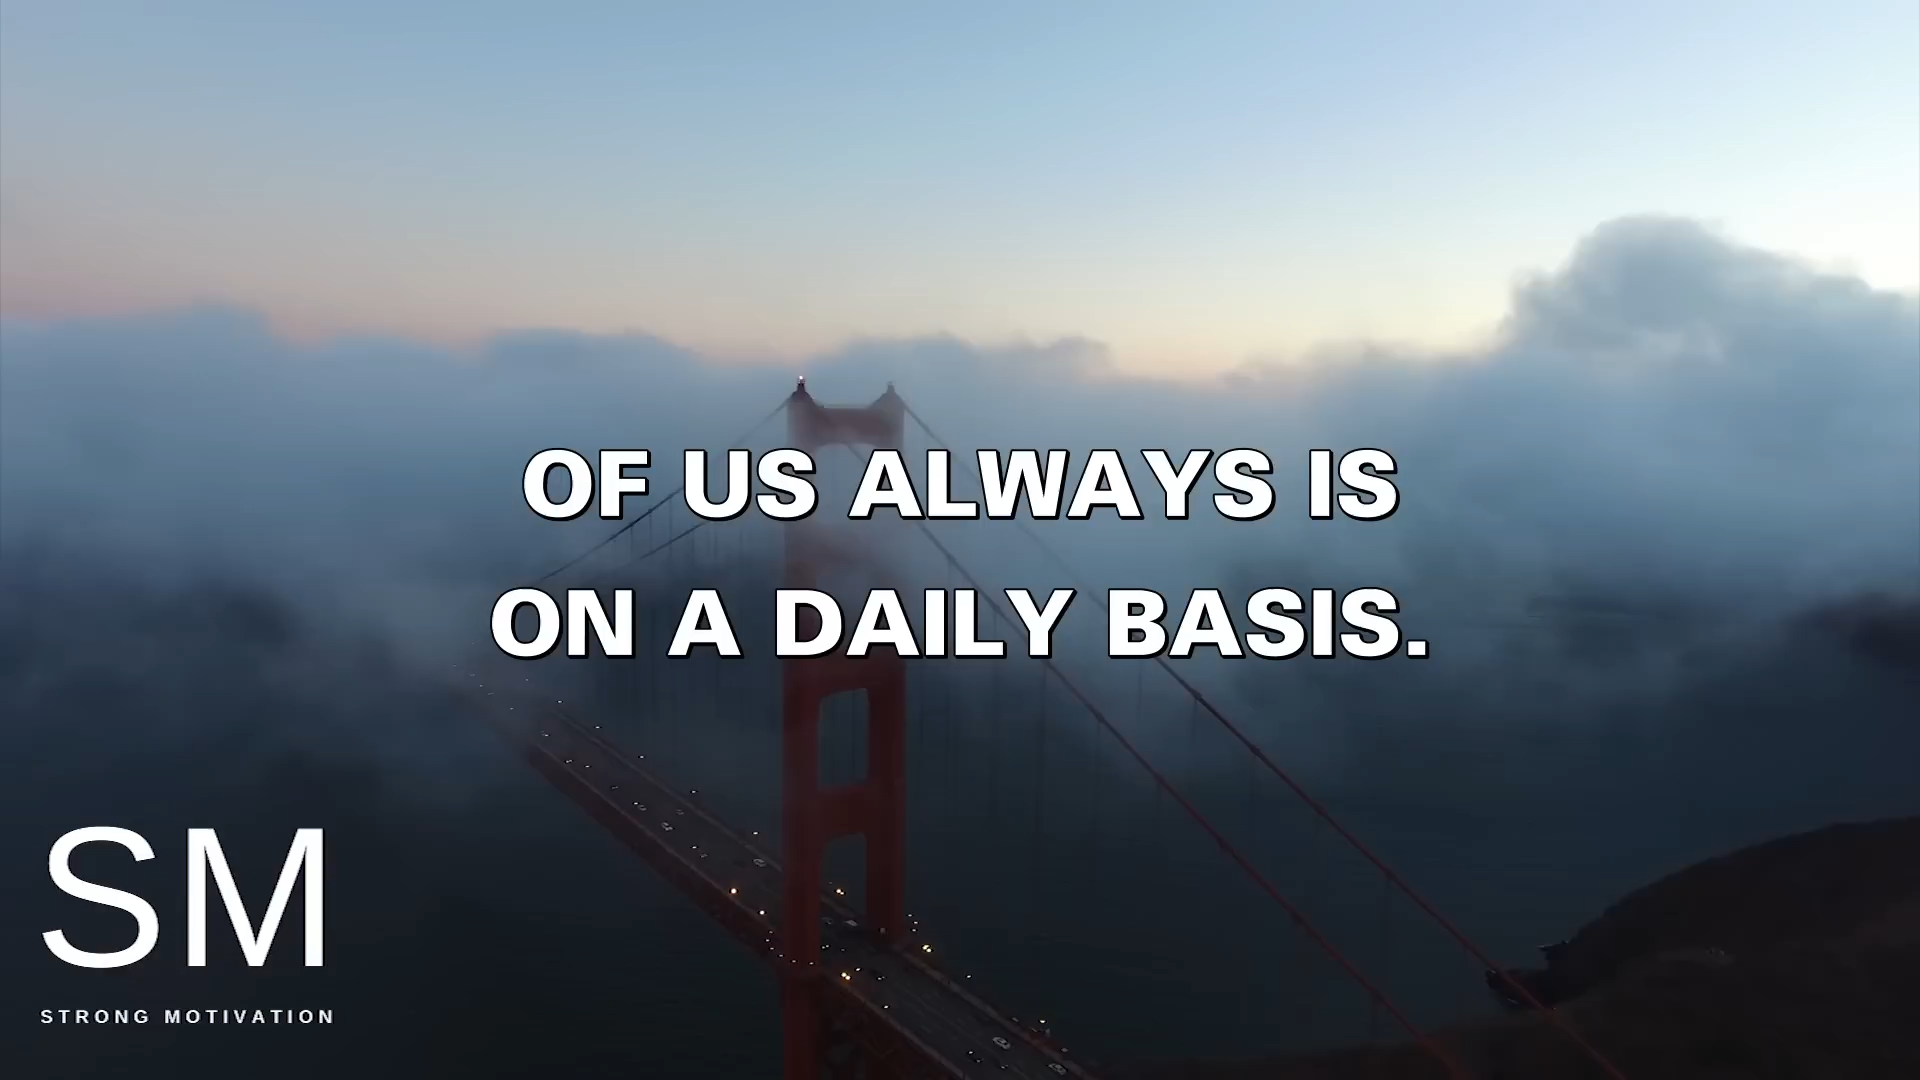 OF US ALWAYS IS
ON A DAILY BASIS.
SM
STRONG MOTIVATION